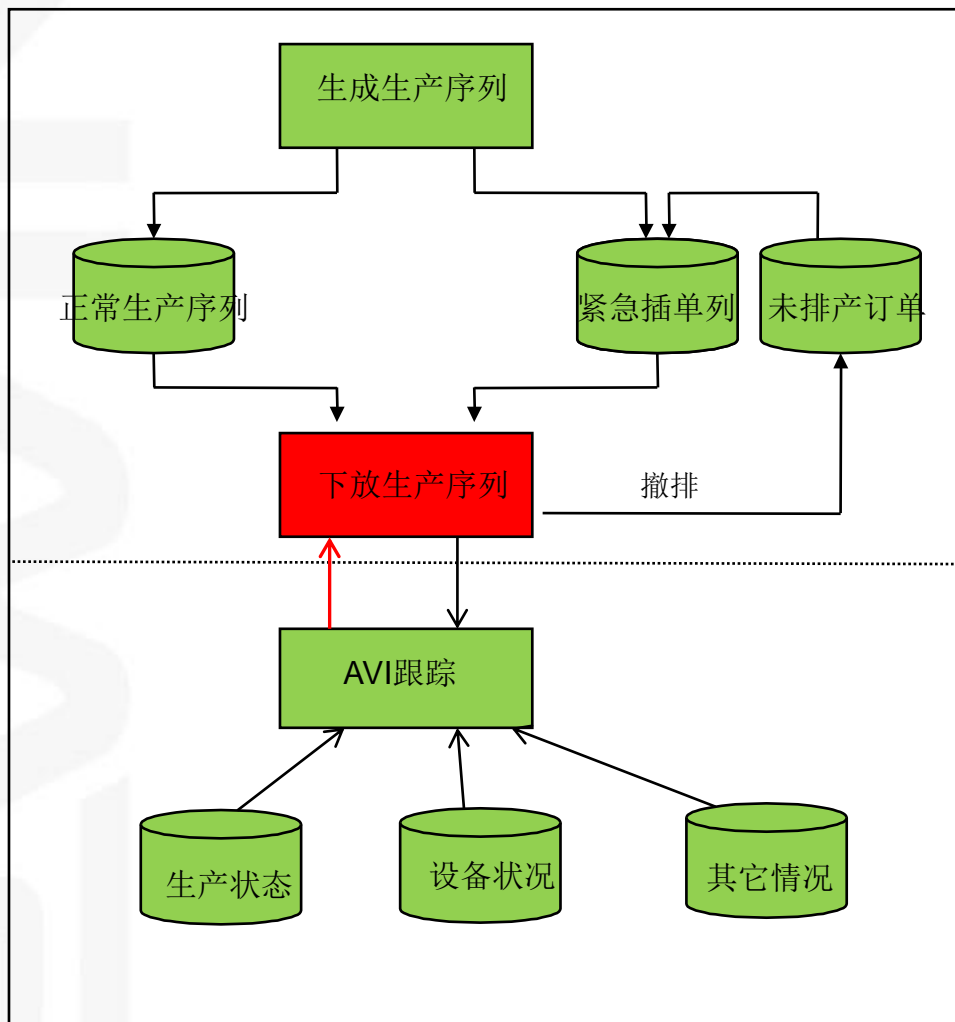 生成生产序列
正常生产序列
紧急插单列
未排产订单
下放生产序列
撤排
AVI跟踪
生产状态
设备状况
其它情况